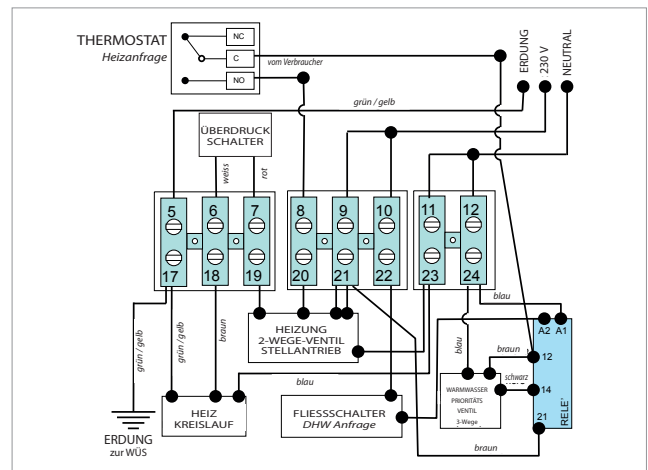 THERMOSTAT
Heizanfrage
NC
C
NO
vom Verbraucher
ERDUNG
230 V
NEUTRAL
grün / gelb
ÜBERDRUCK
SCHALTER
weiss
rot
5
6
7
8
9
10
11
12
17
18
19
20
21
22
23
24
grün / gelb
grün / gelb
braun
HEIZUNG
2-WEGE-VENTIL
STELLANTRIEB
blau
blau
A2
A1
braun
12
schwarz
14
21
RELE'
blau
WARMWASSER
PRIORITÄTS
VENTIL
3-Wege
HEIZ
KREISLAUF
FLIESSSCHALTER
DHW Anfrage
braun
ERDUNG
zur WÜS